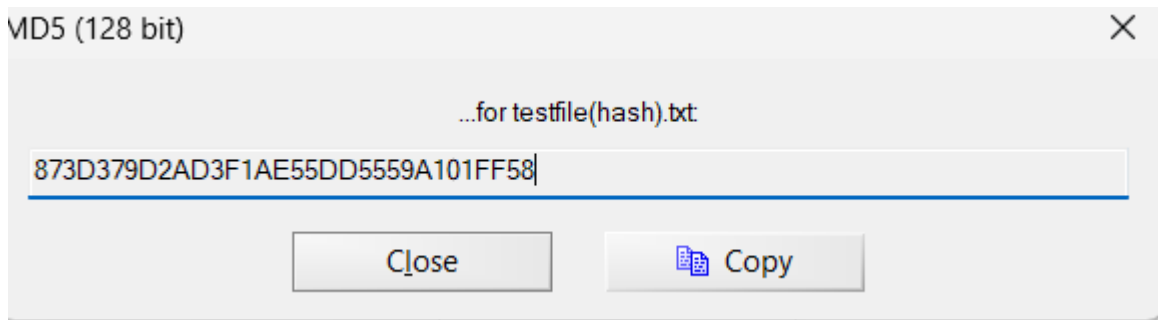 MD5 (128 bit)
...for testfile(hash).txt:
873D379D2AD3F1AE55DD5559A101FF58
Close
Copy